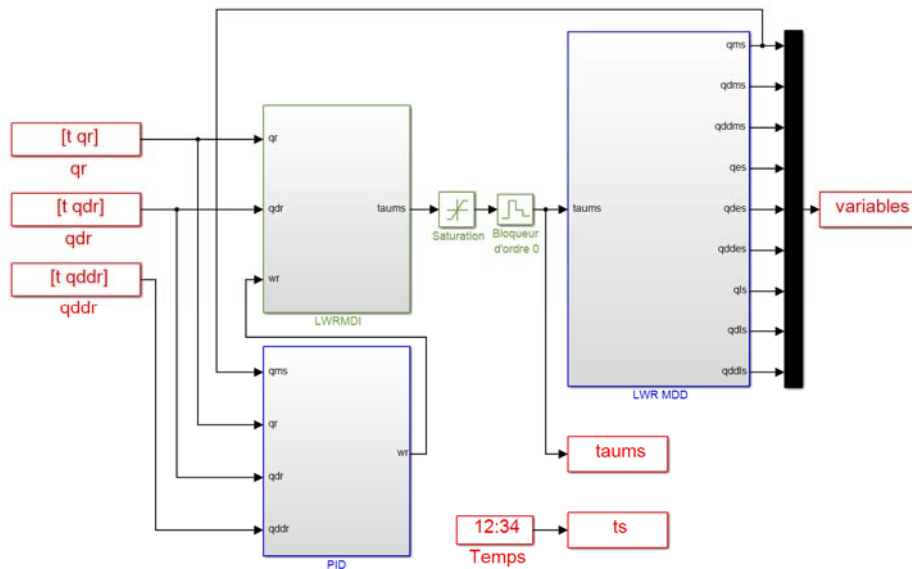 [t qr]
qr
[t qdr]
qdr
[t qddr]
qddr
qr
qdr
wr
taums
LWRMDI
Saturation
Bloqueur
d'ordre 0
qms
qr
qdr
qddr
wr
PID
taums
qms
qdms
qddms
qes
qdes
qddes
qls
qdls
qddls
LWR MDD
variables
taums
12:34
Temps
ts